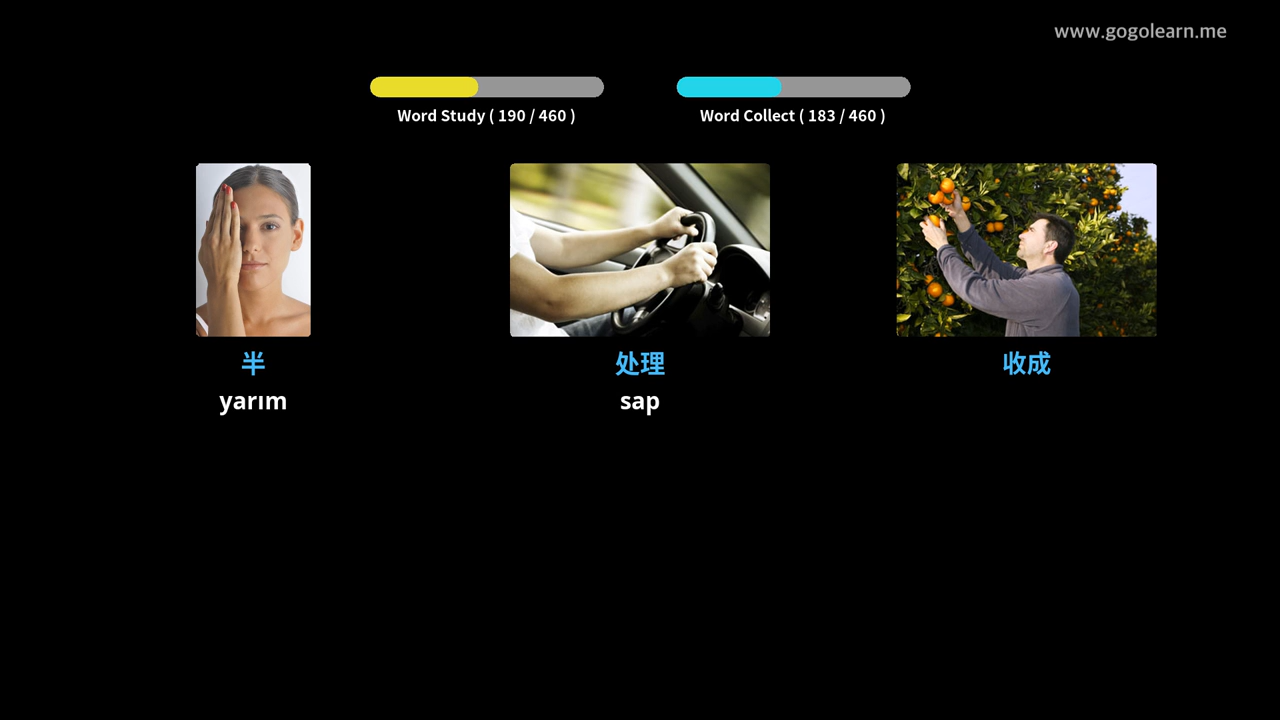 www.gogolearn.me
Word Study ( 190 / 460 )
Word Collect ( 183 / 460 )
半
处理
收成
yarım
sap